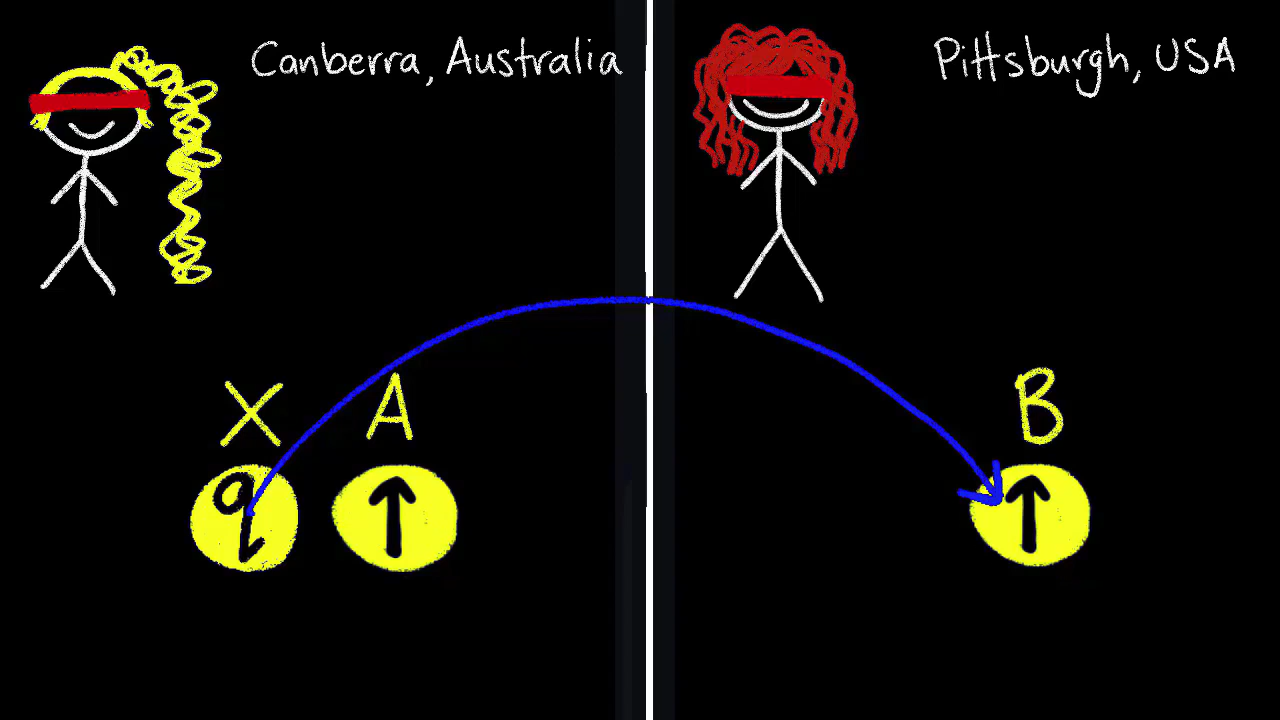 Canberra, Australia
Pittsburgh, USA
X A B
q ↑ ↑